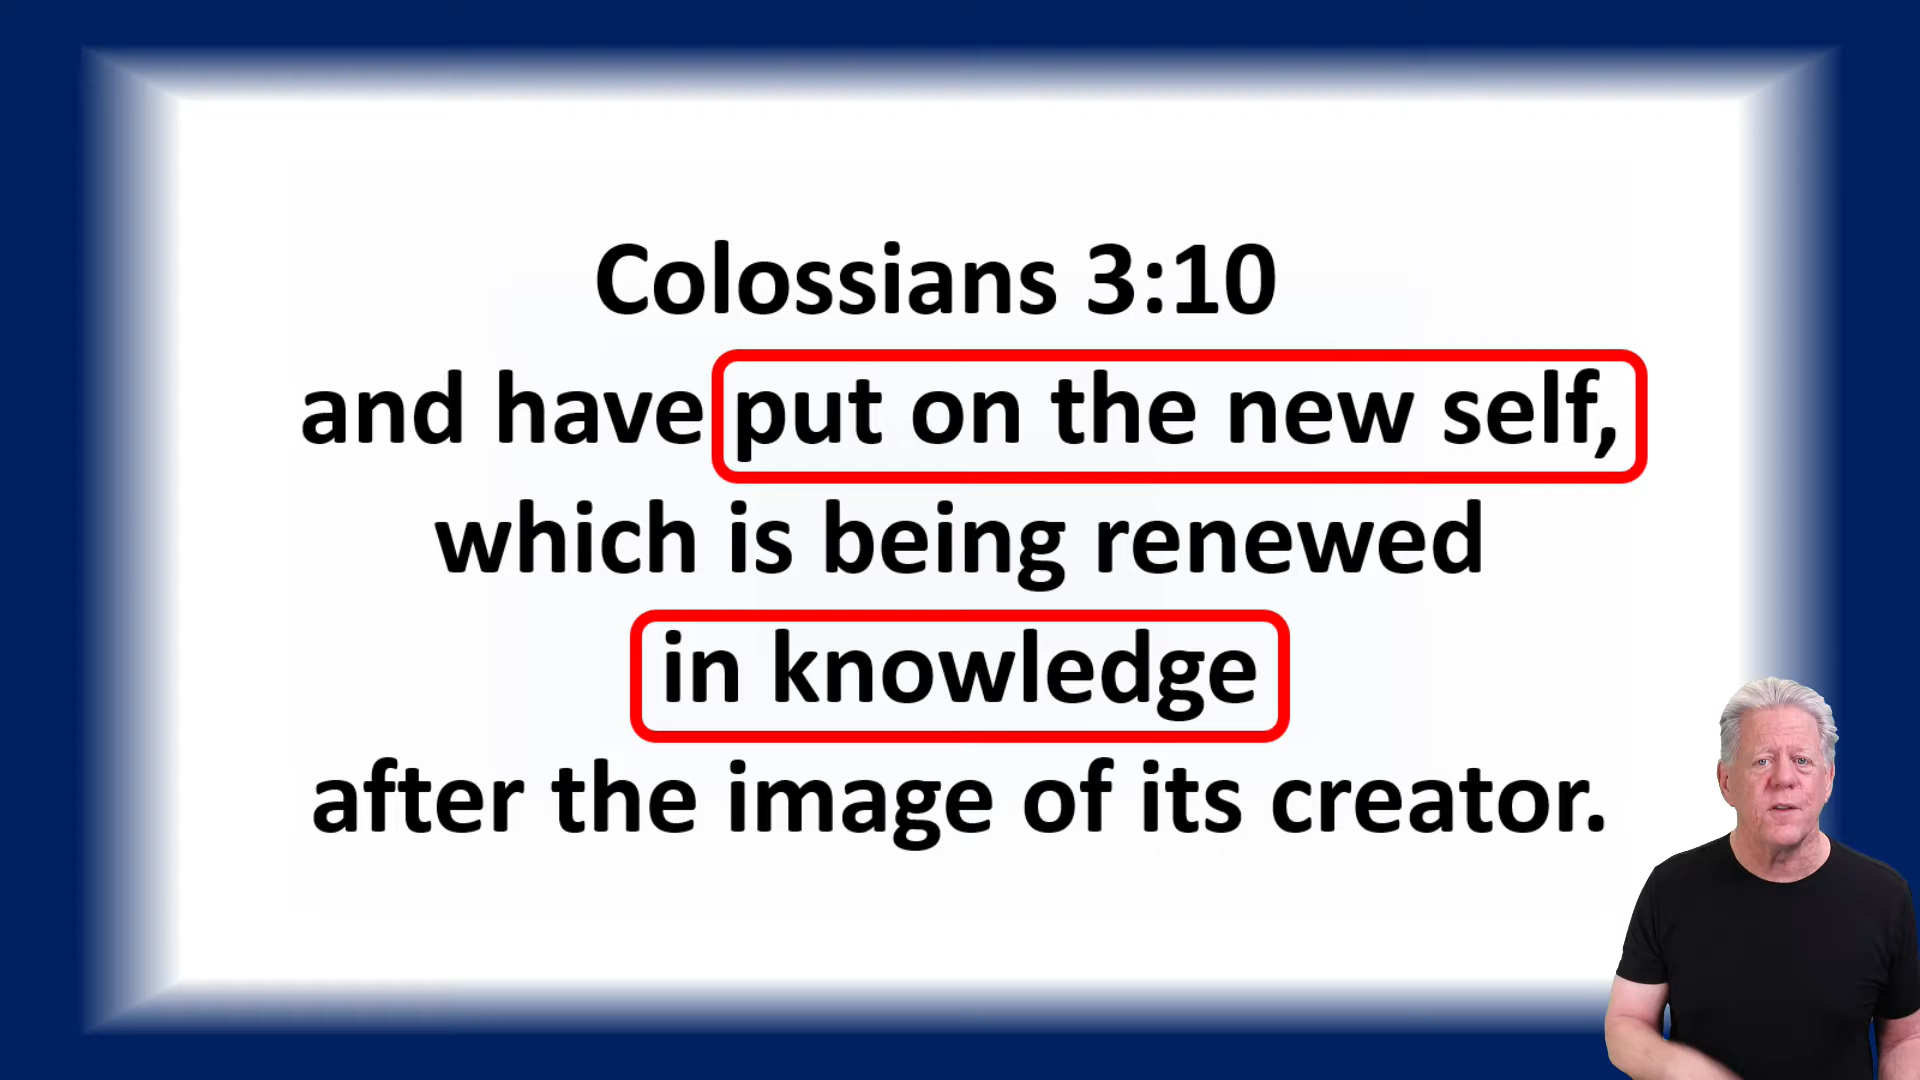 Colossians 3:10
and have put on the new self,
which is being renewed
in knowledge
after the image of its creator.